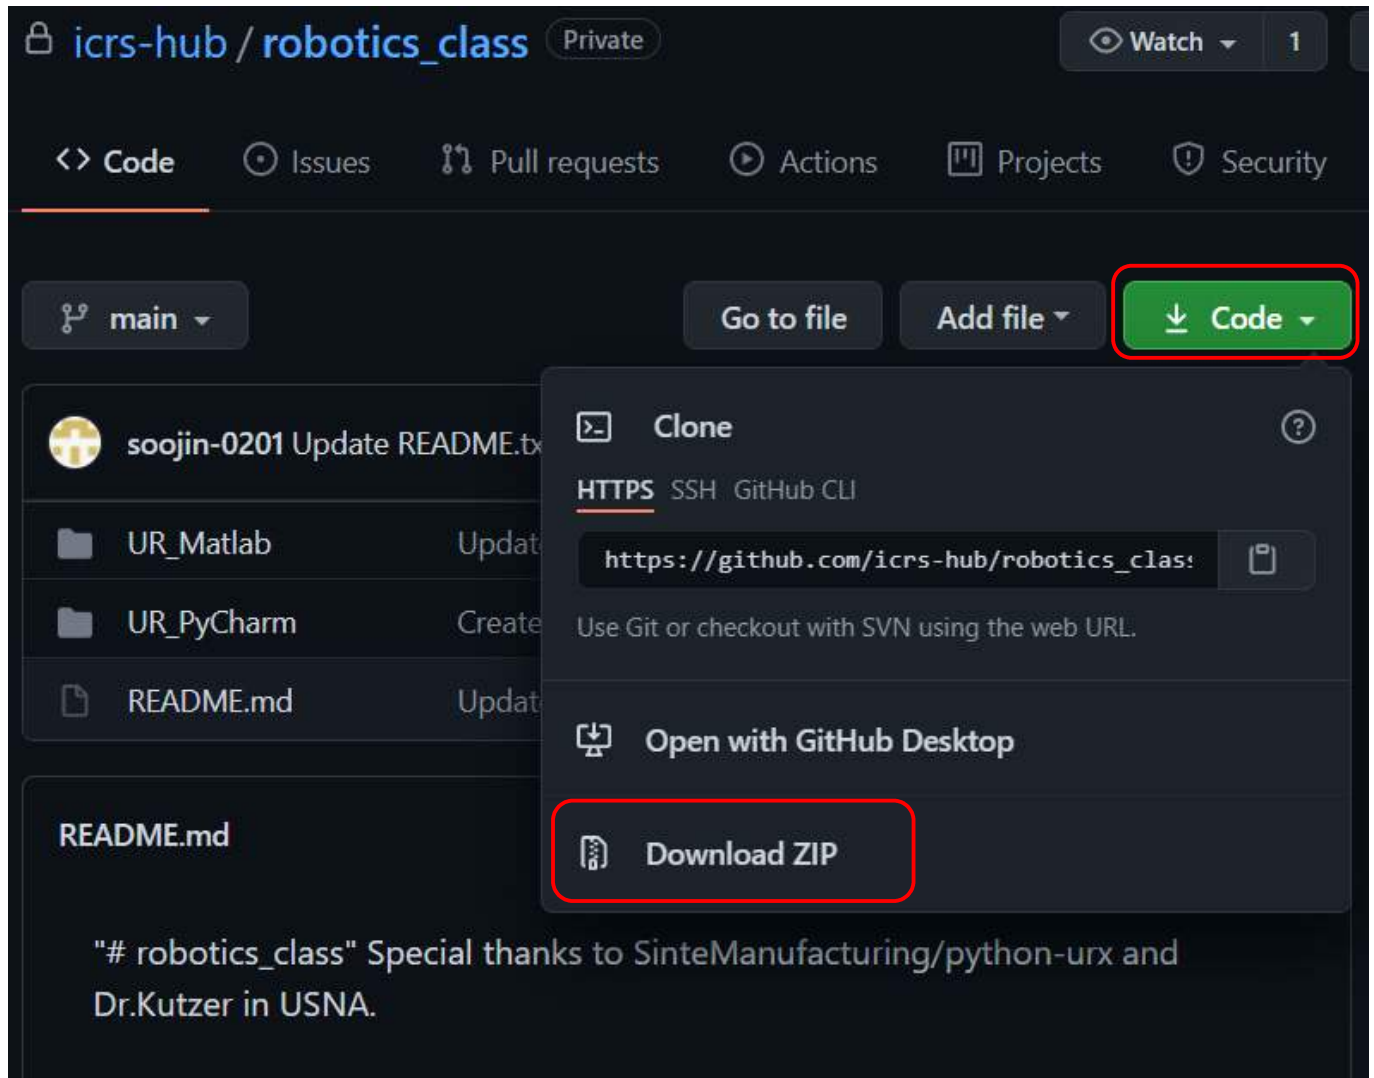 icrs-hub / robotics_class Private Watch 1
Code Issues Pull requests Actions Projects Security
main Go to file Add file Code
soojin-0201 Update README.tx
Clone
HTTPS SSH GitHub CLI
UR_Matlab Updat
https://github.com/icrs-hub/robotics_clas
UR_PyCharm Create
Use Git or checkout with SVN using the web URL.
README.md Updat
Open with GitHub Desktop
README.md
Download ZIP
"# robotics_class" Special thanks to SinteManufacturing/python-urx and
Dr.Kutzer in USNA.